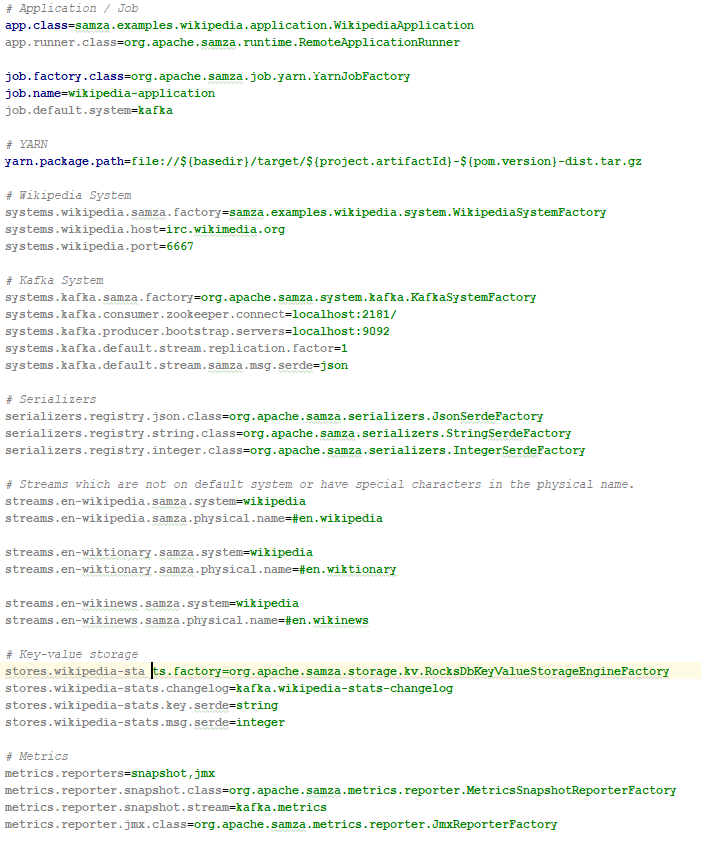 # Application / Job
app.class=samza.examples.wikipedia.application.WikipediaApplication
app.runner.class=org.apache.samza.runtime.RemoteApplicationRunner
job.factory.class=org.apache.samza.job.yarn.YarnJobFactory
job.name=wikipedia-application
job.default.system=kafka
# YARN
yarn.package.path=file://${basedir}/target/${project.artifactId}-${pom.version}-dist.tar.gz
# Wikipedia System
systems.wikipedia.samza.factory=samza.examples.wikipedia.system.WikipediaSystemFactory
systems.wikipedia.host=irc.wikimedia.org
systems.wikipedia.port=6667
# Kafka System
systems.kafka.samza.factory=org.apache.samza.system.kafka.KafkaSystemFactory
systems.kafka.consumer.zookeeper.connect=localhost:2181/
systems.kafka.producer.bootstrap.servers=localhost:9092
systems.kafka.default.stream.replication.factor=1
systems.kafka.default.stream.samza.msg.serde=json
# Serializers
serializers.registry.json.class=org.apache.samza.serializers.JsonSerdeFactory
serializers.registry.string.class=org.apache.samza.serializers.StringSerdeFactory
serializers.registry.integer.class=org.apache.samza.serializers.IntegerSerdeFactory
# Streams which are not on default system or have special characters in the physical name.
streams.en-wikipedia.samza.system=wikipedia
streams.en-wikipedia.samza.physical.name=#en.wikipedia
streams.en-wiktionary.samza.system=wikipedia
streams.en-wiktionary.samza.physical.name=#en.wiktionary
streams.en-wikinews.samza.system=wikipedia
streams.en-wikinews.samza.physical.name=#en.wikinews
# Key-value storage
stores.wikipedia-sta ts.factory=org.apache.samza.storage.kv.RocksDbKeyValueStorageEngineFactory
stores.wikipedia-stats.changelog=kafka.wikipedia-stats-changelog
stores.wikipedia-stats.key.serde=string
stores.wikipedia-stats.msg.serde=integer
# Metrics
metrics.reporters=snapshot,jmx
metrics.reporter.snapshot.class=org.apache.samza.metrics.reporter.MetricsSnapshotReporterFactory
metrics.reporter.snapshot.stream=kafka.metrics
metrics.reporter.jmx.class=org.apache.samza.metrics.reporter.JmxReporterFactory